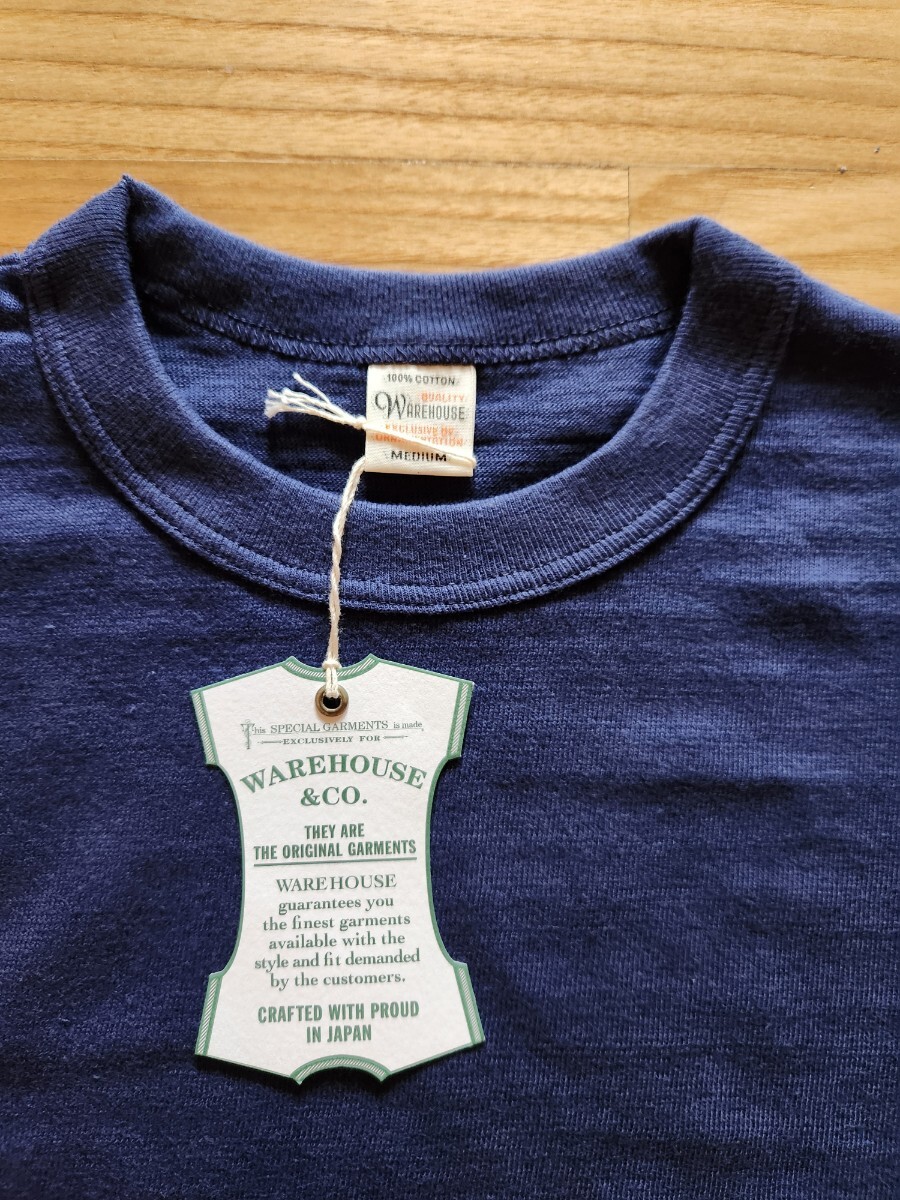 100% COTTON
QUALITY
WAREHOUSE
EXCLUSIVE OF
MEDIUM
This SPECIAL GARMENTS is made,
EXCLUSIVELY FOR
WAREHOUSE
&CO.
THEY ARE
THE ORIGINAL GARMENTS
WAREHOUSE
guarantees you
the finest garments
available with the
style and fit demanded
by the customers.
CRAFTED WITH PROUD
IN JAPAN